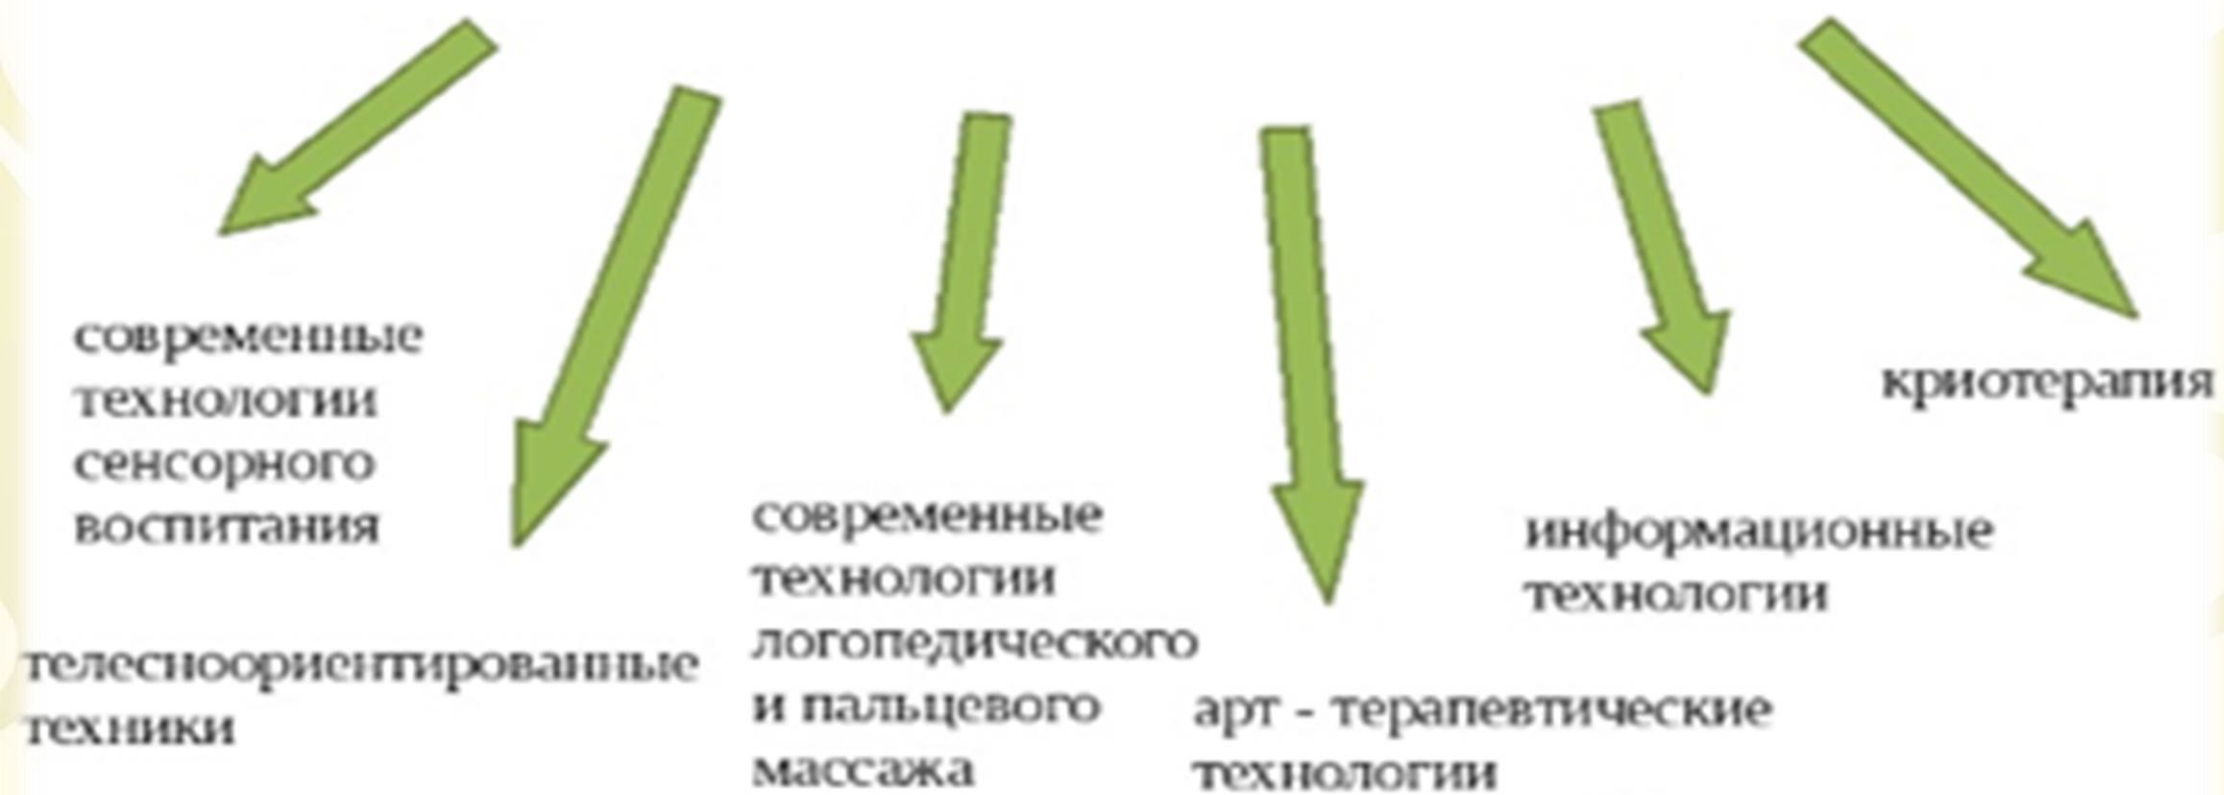 современные
технологии
сенсорного
воспитания
телесноориентированные
техники
современные
технологии
логопедического
и пальцевого
массажа
арт - терапевтические
технологии
информационные
технологии
криотерапия